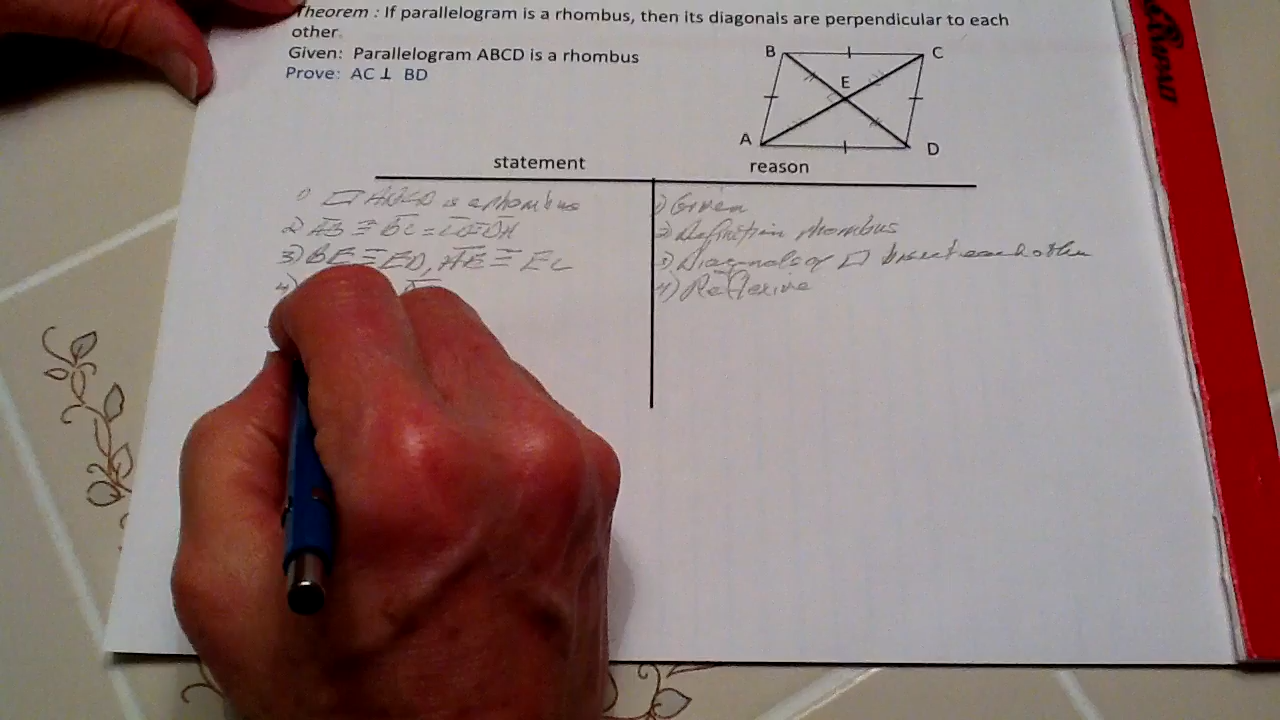 Theorem : If parallelogram is a rhombus, then its diagonals are perpendicular to each
other.
Given: Parallelogram ABCD is a rhombus
Prove: AC ⊥ BD
B C
E
A D
statement reason
1) ▱ ABCD is a rhombus 1) Given
2) AB ≅ BC = CD = DA 2) Definition rhombus
3) BE ≅ ED, AE ≅ EC 3) Diagonals of ▱ bisect each other
4) 4) Reflexive